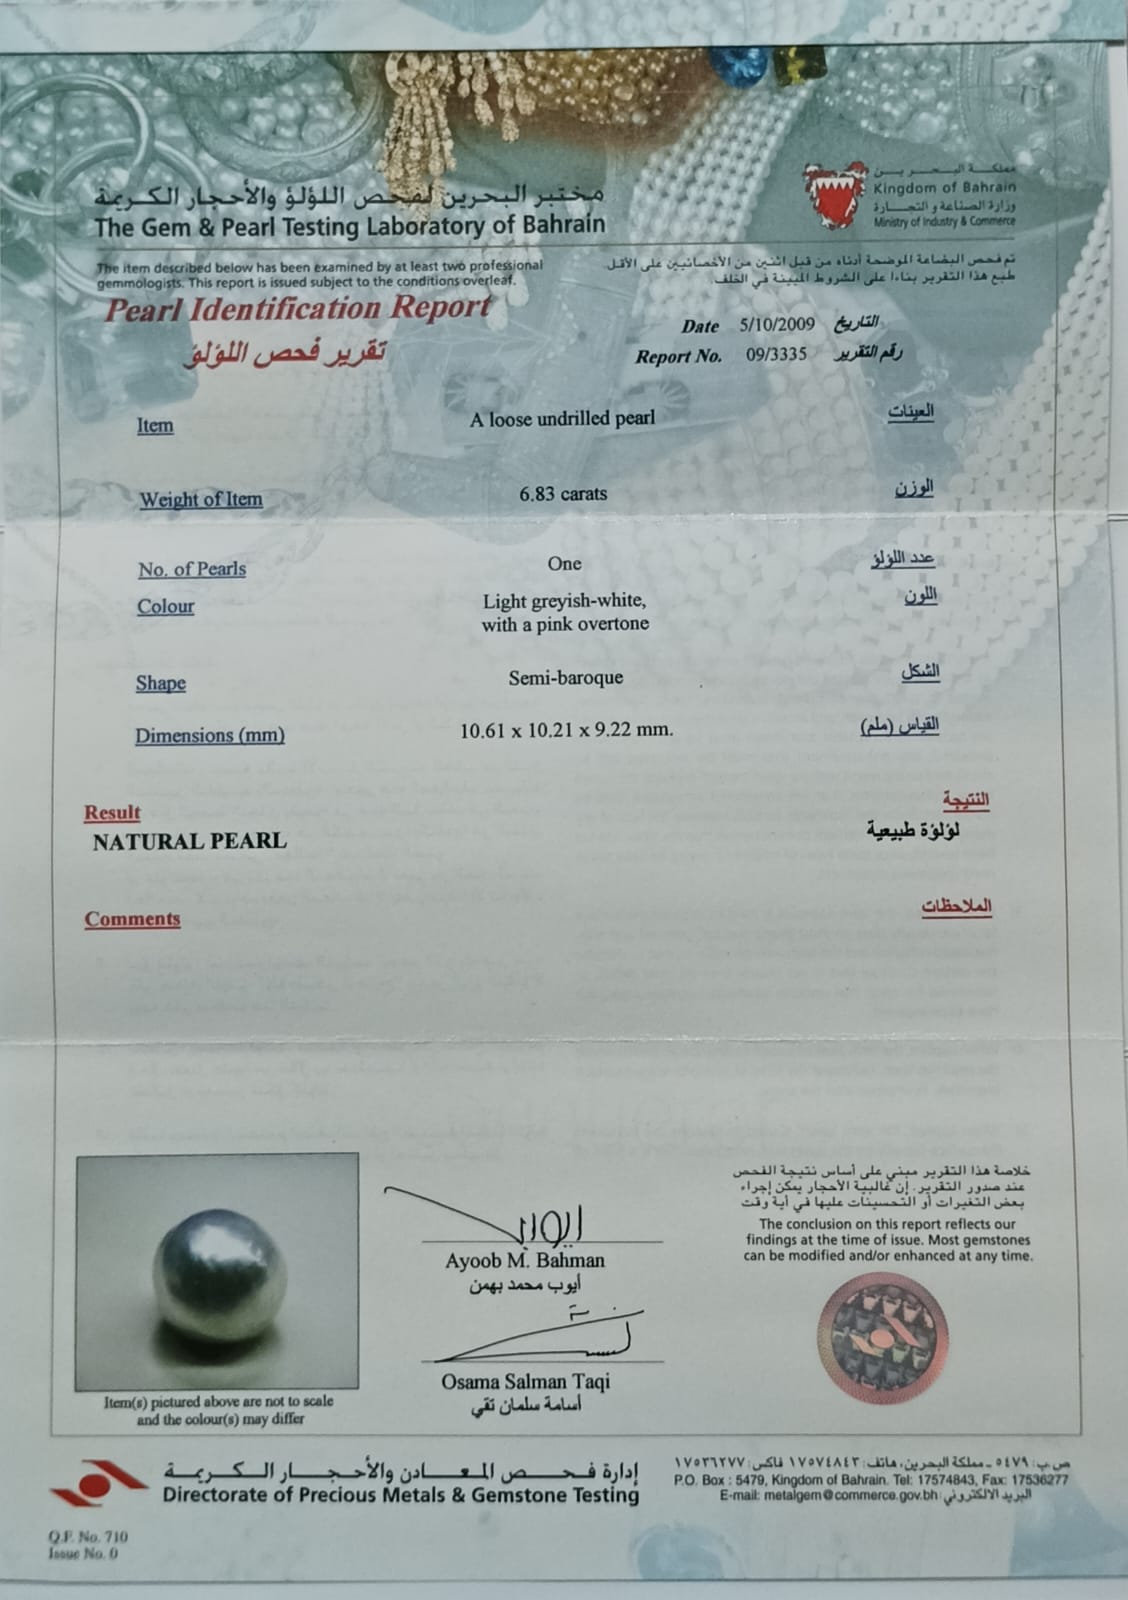 مختبر البحرين لفحص اللؤلؤ والأحجار الكريمة
The Gem & Pearl Testing Laboratory of Bahrain
مملكة البحرين
Kingdom of Bahrain
وزارة الصناعة و التجارة
Ministry of Industry & Commerce
The item described below has been examined by at least two professional
gemmologists. This report is issued subject to the conditions overleaf.
تم فحص البضاعة الموضحة أدناه من قبل اثنين من الأخصائيين على الأقل.
طبع هذا التقرير بناءا على الشروط المبينة في الخلف.
Pearl Identification Report
تقرير فحص اللؤلؤ
Date 5/10/2009 التاريخ
Report No. 09/3335 رقم التقرير
Item A loose undrilled pearl العينات
Weight of Item 6.83 carats الوزن
No. of Pearls One عدد اللؤلؤ
Colour Light greyish-white, اللون
with a pink overtone
Shape Semi-baroque الشكل
Dimensions (mm) 10.61 x 10.21 x 9.22 mm. القياس (ملم)
Result النتيجة
NATURAL PEARL لؤلؤة طبيعية
Comments الملاحظات
Item(s) pictured above are not to scale
and the colour(s) may differ
Ayoob M. Bahman
أيوب محمد بهمن
Osama Salman Taqi
أسامة سلمان تقي
خلاصة هذا التقرير مبني على أساس نتيجة الفحص
عند صدور التقرير. إن غالبية الأحجار يمكن إجراء
بعض التغيرات أو التحسينات عليها في أية وقت
The conclusion on this report reflects our
findings at the time of issue. Most gemstones
can be modified and/or enhanced at any time.
إدارة فحص المعادن والأحجار الكريمة
Directorate of Precious Metals & Gemstone Testing
ص.ب: ٥٤٧٩ - مملكة البحرين، هاتف: ١٧٥٧٤٨٤٣ فاكس: ١٧٥٣٦٢٧٧
P.O. Box : 5479, Kingdom of Bahrain. Tel: 17574843, Fax: 17536277
E-mail: metalgem@commerce.gov.bh البريد الالكتروني:
Q.F. No. 710
Issue No. 0